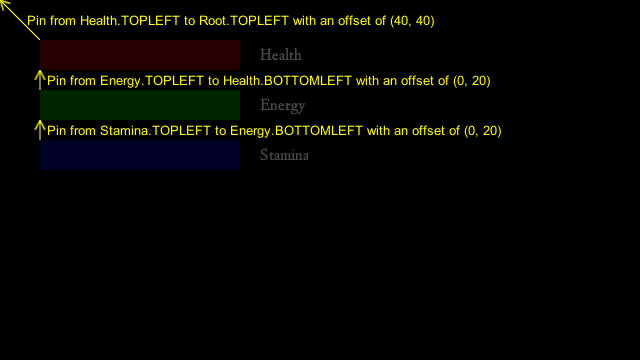 Pin from Health.TOPLEFT to Root.TOPLEFT with an offset of (40, 40)
Health
Pin from Energy.TOPLEFT to Health.BOTTOMLEFT with an offset of (0, 20)
Energy
Pin from Stamina.TOPLEFT to Energy.BOTTOMLEFT with an offset of (0, 20)
Stamina